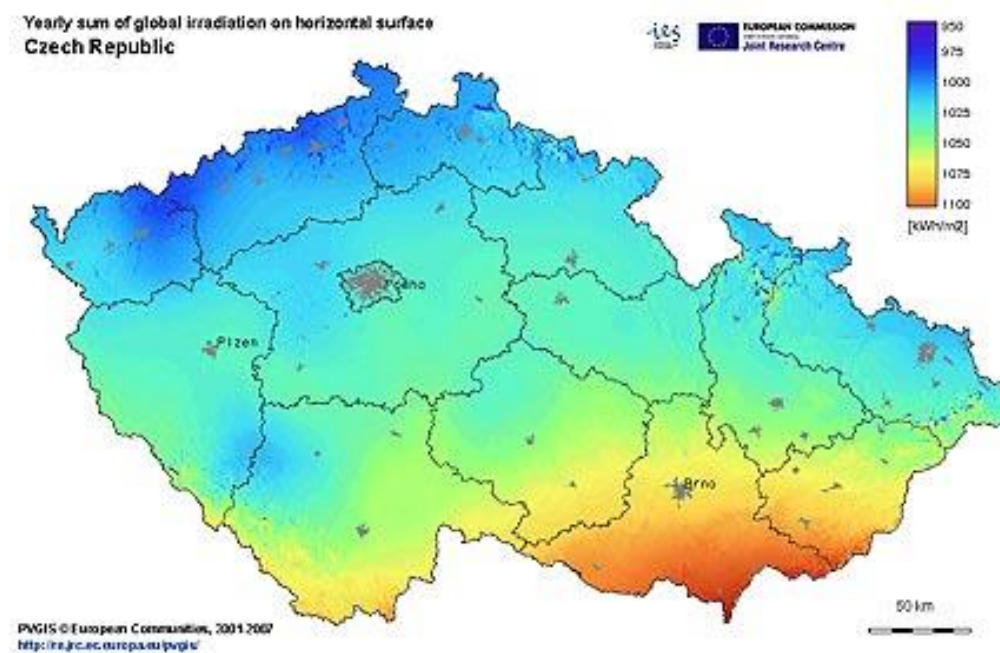 Yearly sum of global irradiation on horizontal surface
Czech Republic
ies
EUROPEAN COMMISSION
Joint Research Centre
950
975
1000
1025
1050
1075
1100
[kWh/m2]
Plzen
Brno
50 km
PVGIS © European Communities, 2001-2007
http://re.jrc.ec.europa.eu/pvgis/